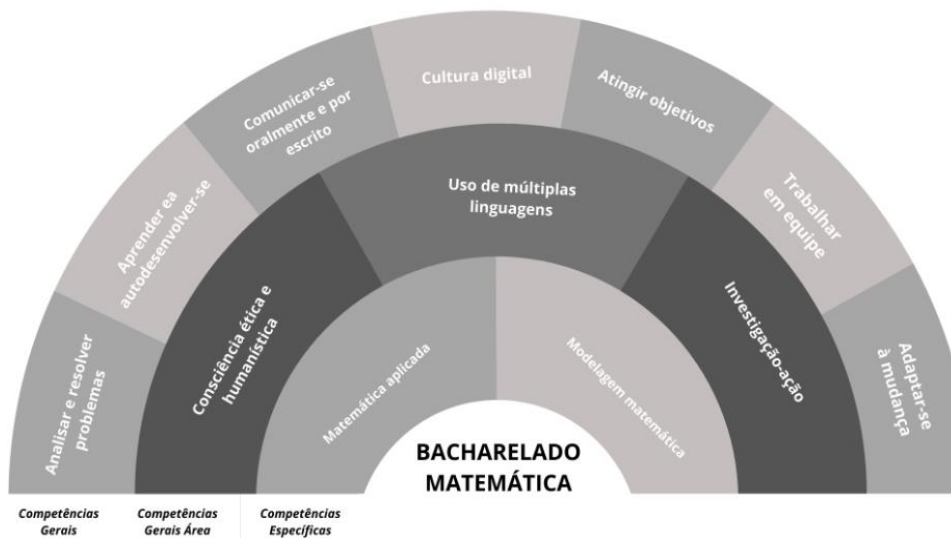 Analisar e resolver
problemas
Aprender ea
autodesenvolver-se
Comunicar-se
oralmente e por
escrito
Cultura digital
Atingir objetivos
Trabalhar
em equipe
Adaptar-se
à mudança
Consciência ética e
humanística
Uso de múltiplas
linguagens
Investigação-ação
Matemática aplicada
Modelagem matemática
BACHARELADO
MATEMÁTICA
Competências
Gerais
Competências
Gerais Área
Competências
Específicas